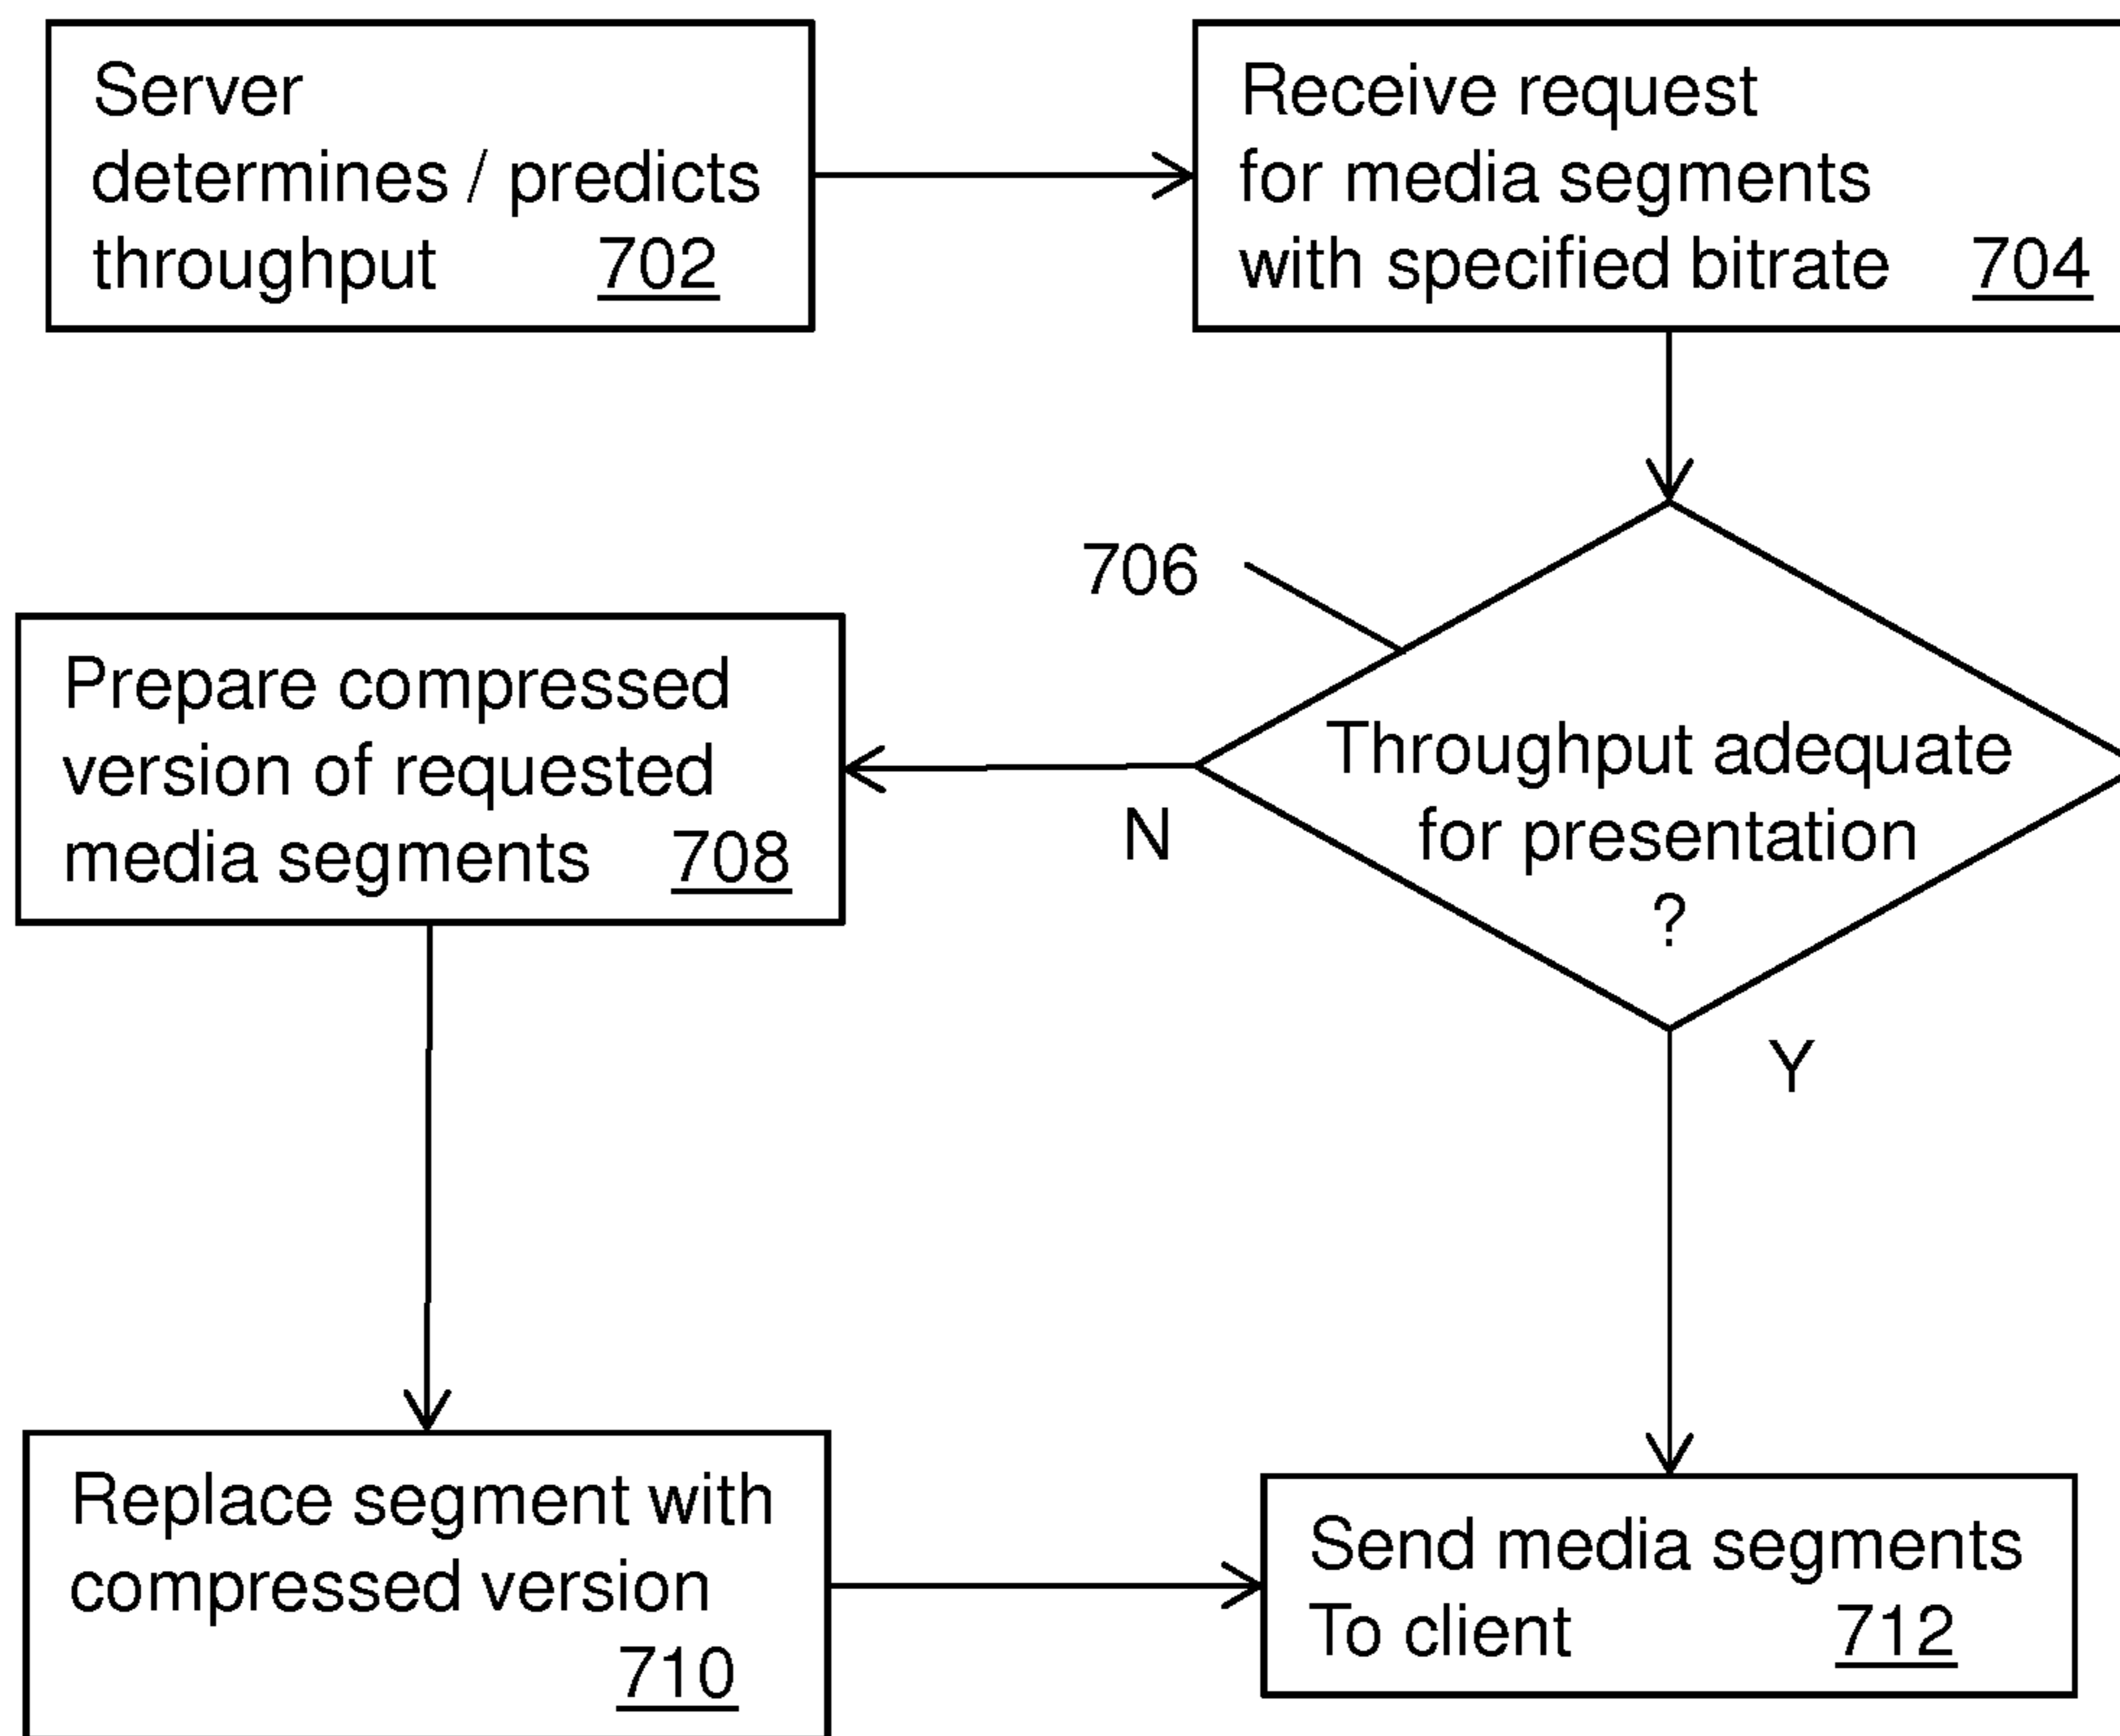 Server
determines / predicts
throughput 702
Receive request
for media segments
with specified bitrate 704
706
Throughput adequate
for presentation
?
N
Y
Prepare compressed
version of requested
media segments 708
Replace segment with
compressed version
710
Send media segments
To client 712